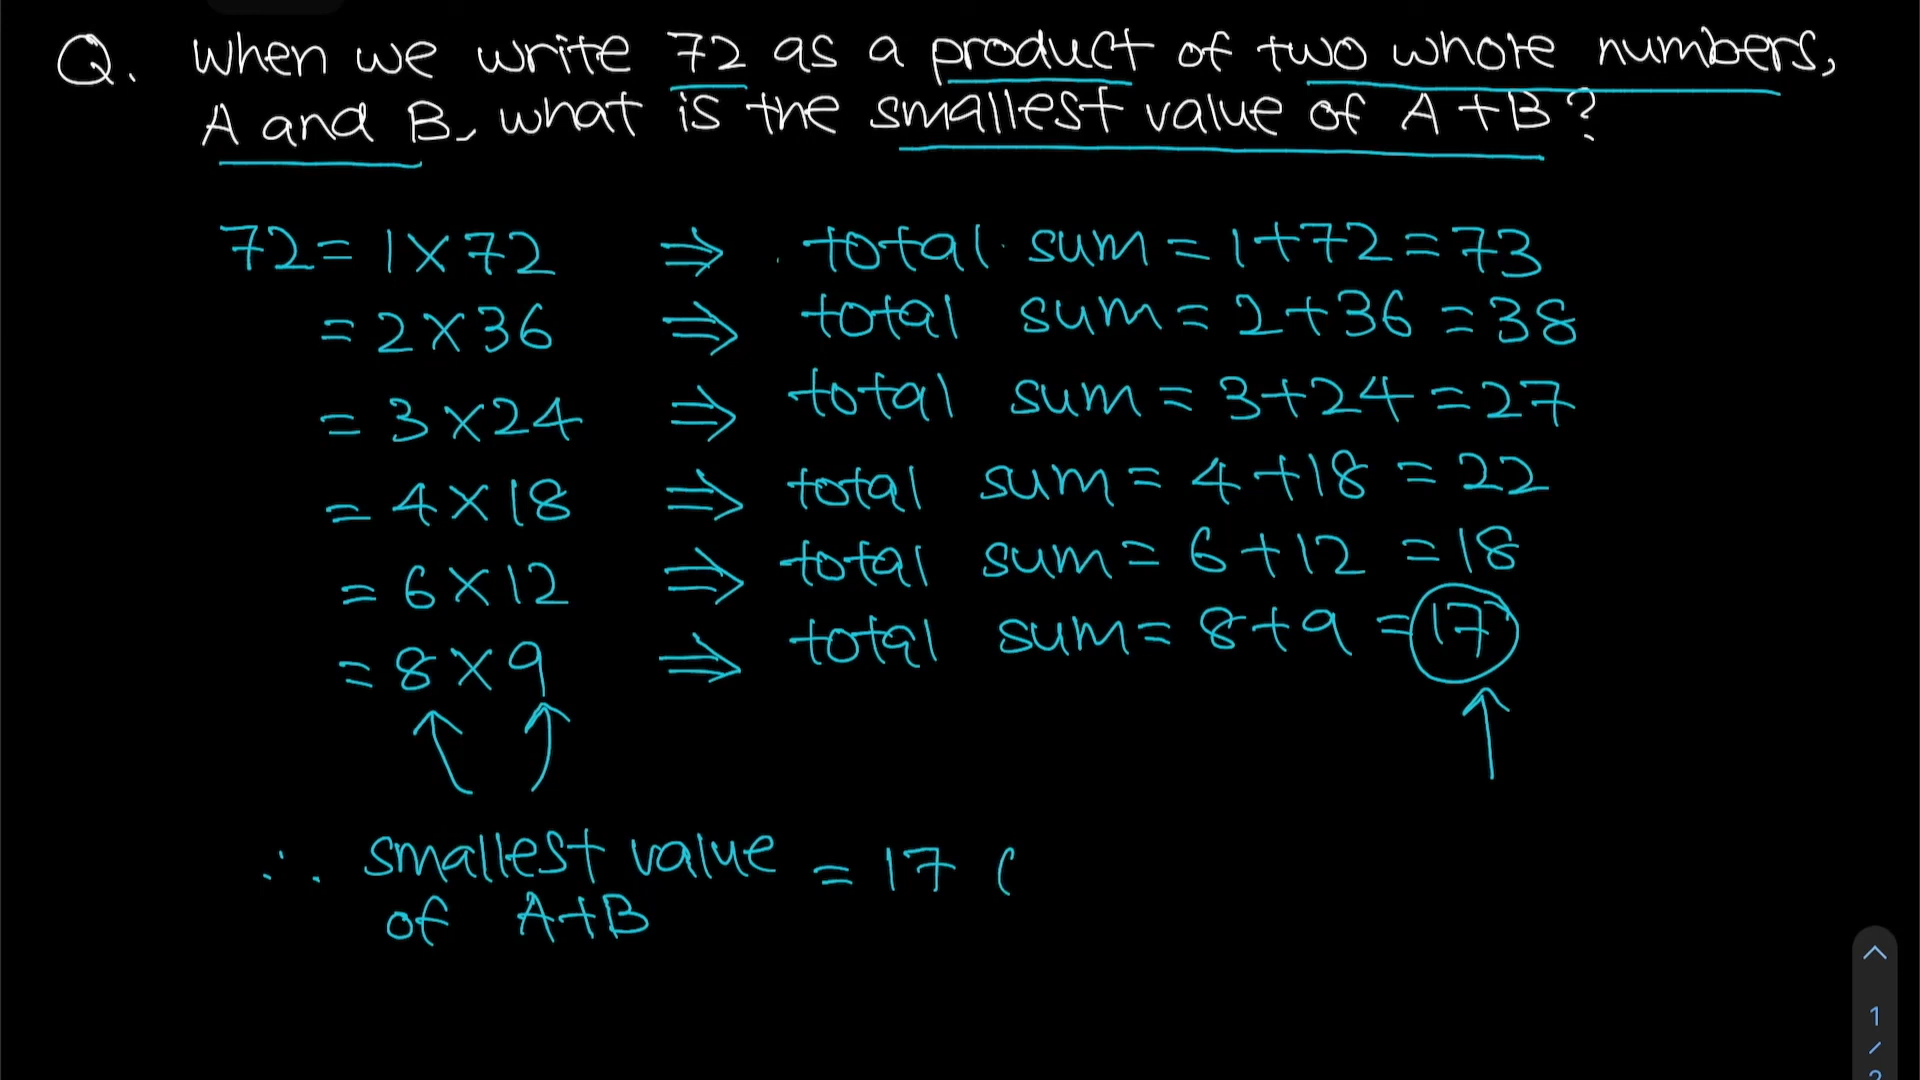 Q. when we write 72 as a product of two whole numbers,
A and B, what is the smallest value of A+B?
72 = 1 × 72 ⇒ total sum = 1+72 = 73
= 2 × 36 ⇒ total sum = 2+36 = 38
= 3 × 24 ⇒ total sum = 3+24 = 27
= 4 × 18 ⇒ total sum = 4+18 = 22
= 6 × 12 ⇒ total sum = 6+12 = 18
= 8 × 9 ⇒ total sum = 8+9 = 17
∴ smallest value = 17 (
of A+B
1
/